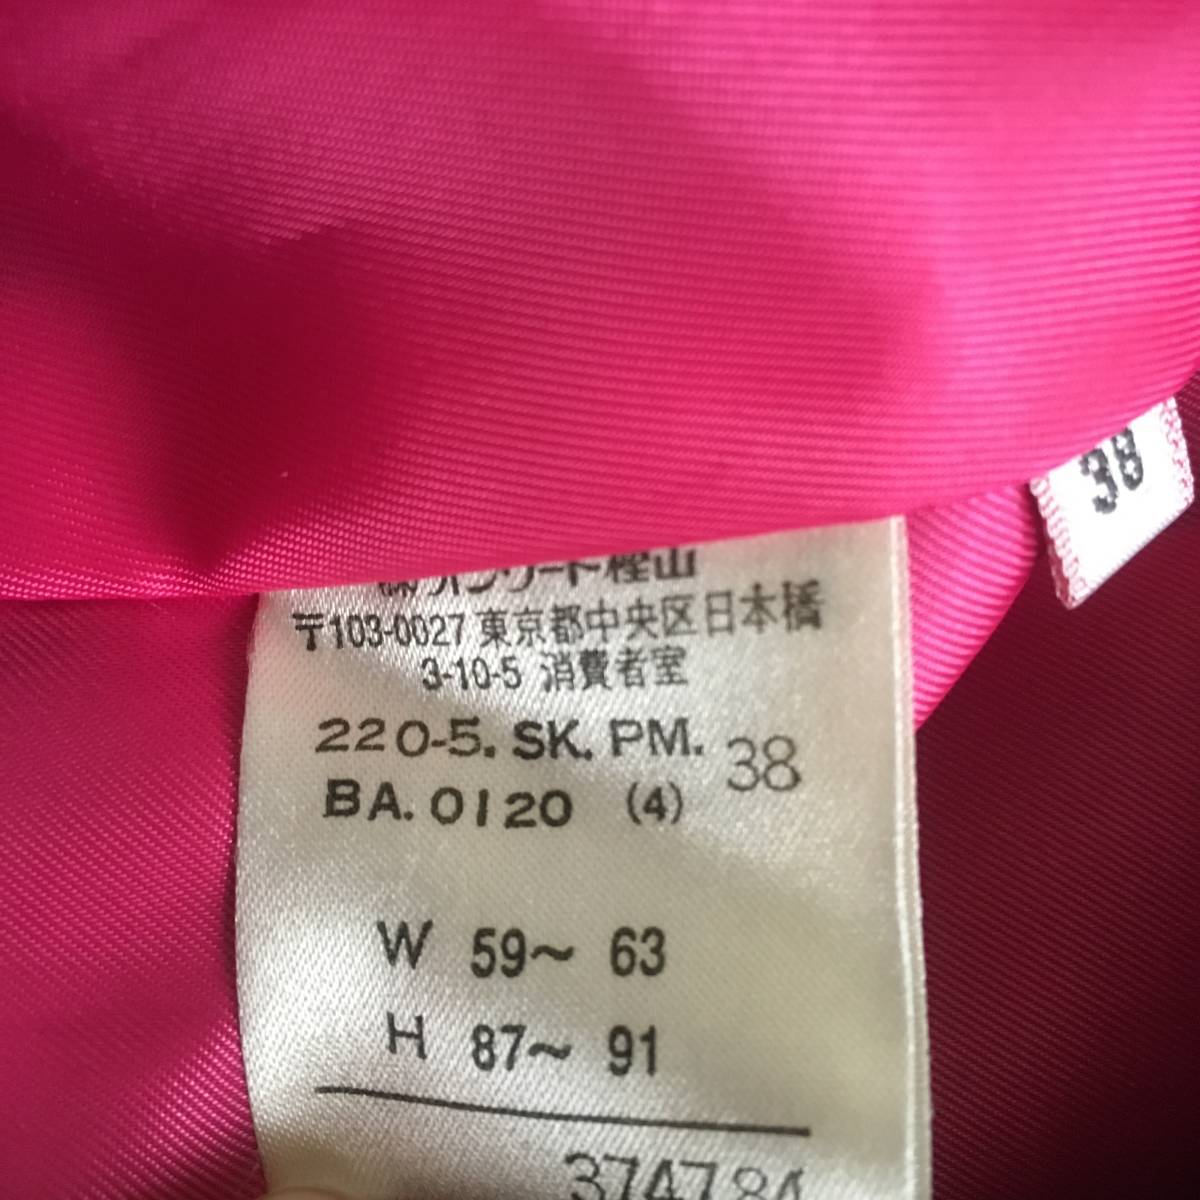 ㈱オンワード樫山
〒103-0027 東京都中央区日本橋
3-10-5 消費者室
220-5. SK. PM. 38
BA. 0120 (4)
W 59〜 63
H 87〜 91
374784
38